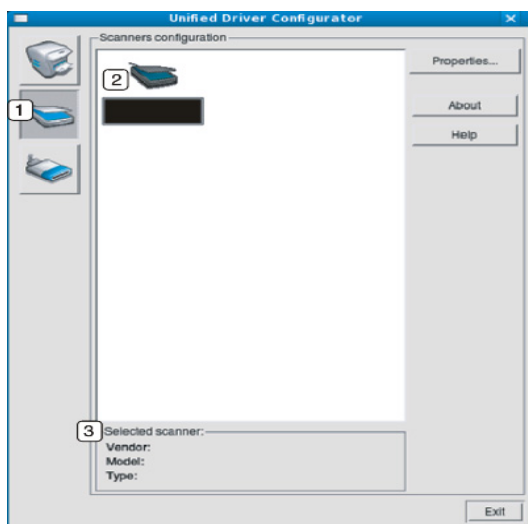 Unified Driver Configurator
Scanners configuration
2
Properties...
1
About
Help
3 Selected scanner:
Vendor:
Model:
Type:
Exit